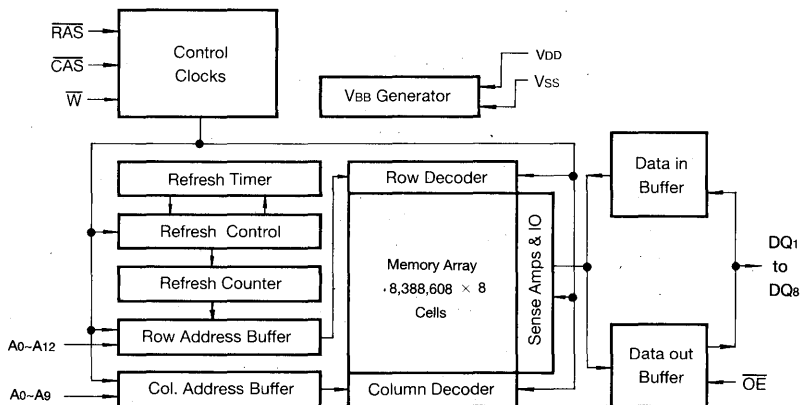 RAS
CAS
W
Control
Clocks
VBB Generator
VDD
VSS
Refresh Timer
Refresh Control
Refresh Counter
Row Address Buffer
Col. Address Buffer
A0~A12
A0~A9
Row Decoder
Memory Array
8,388,608 × 8
Cells
Column Decoder
Sense Amps & IO
Data in
Buffer
Data out
Buffer
DQ1
to
DQ8
OE